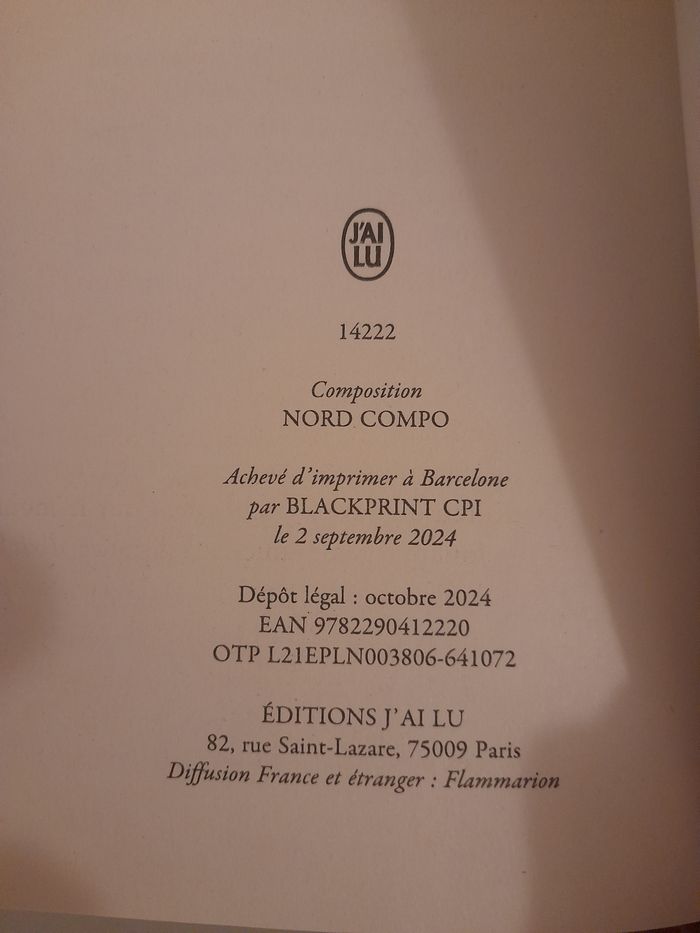 J'AI
LU
14222
Composition
NORD COMPO
Achevé d'imprimer à Barcelone
par BLACKPRINT CPI
le 2 septembre 2024
Dépôt légal : octobre 2024
EAN 9782290412220
OTP L21EPLN003806-641072
ÉDITIONS J'AI LU
82, rue Saint-Lazare, 75009 Paris
Diffusion France et étranger : Flammarion